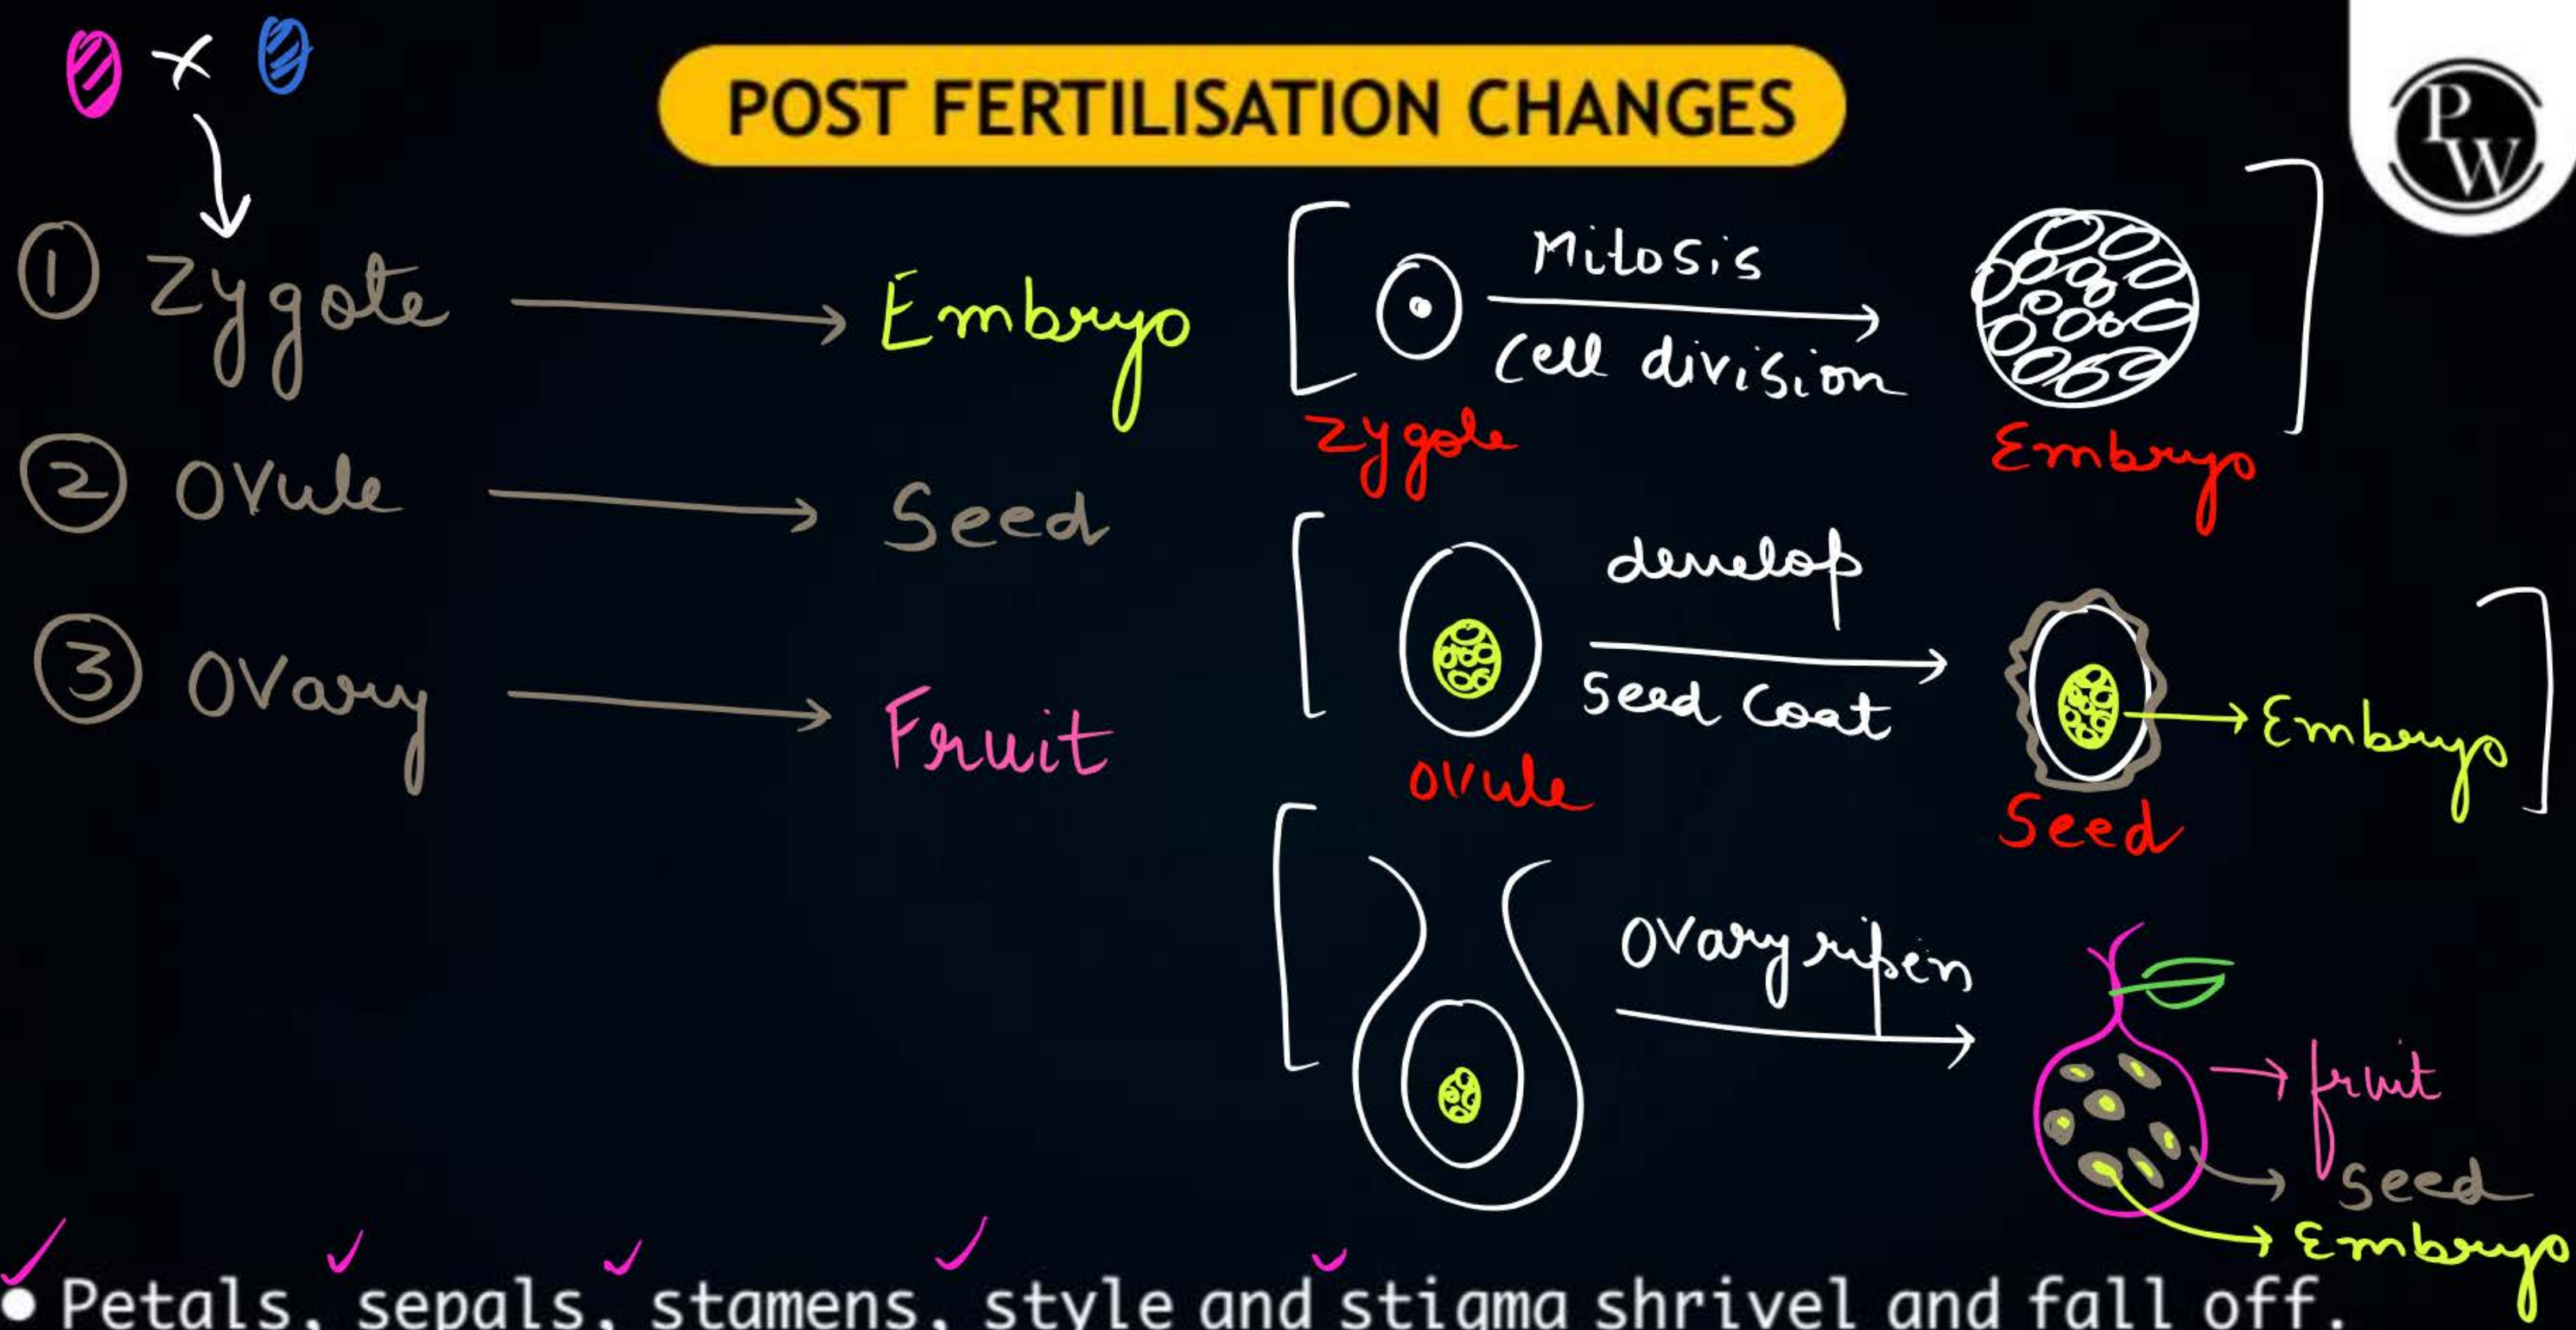 POST FERTILISATION CHANGES
PW
① Zygote → Embryo
② Ovule → Seed
③ Ovary → Fruit
Mitosis
Cell division
Zygote
Embryo
develop
Seed Coat
Ovule
Seed
→ Embryo
Ovary ripen
→ fruit
→ Seed
→ Embryo
• Petals, sepals, stamens, style and stigma shrivel and fall off.